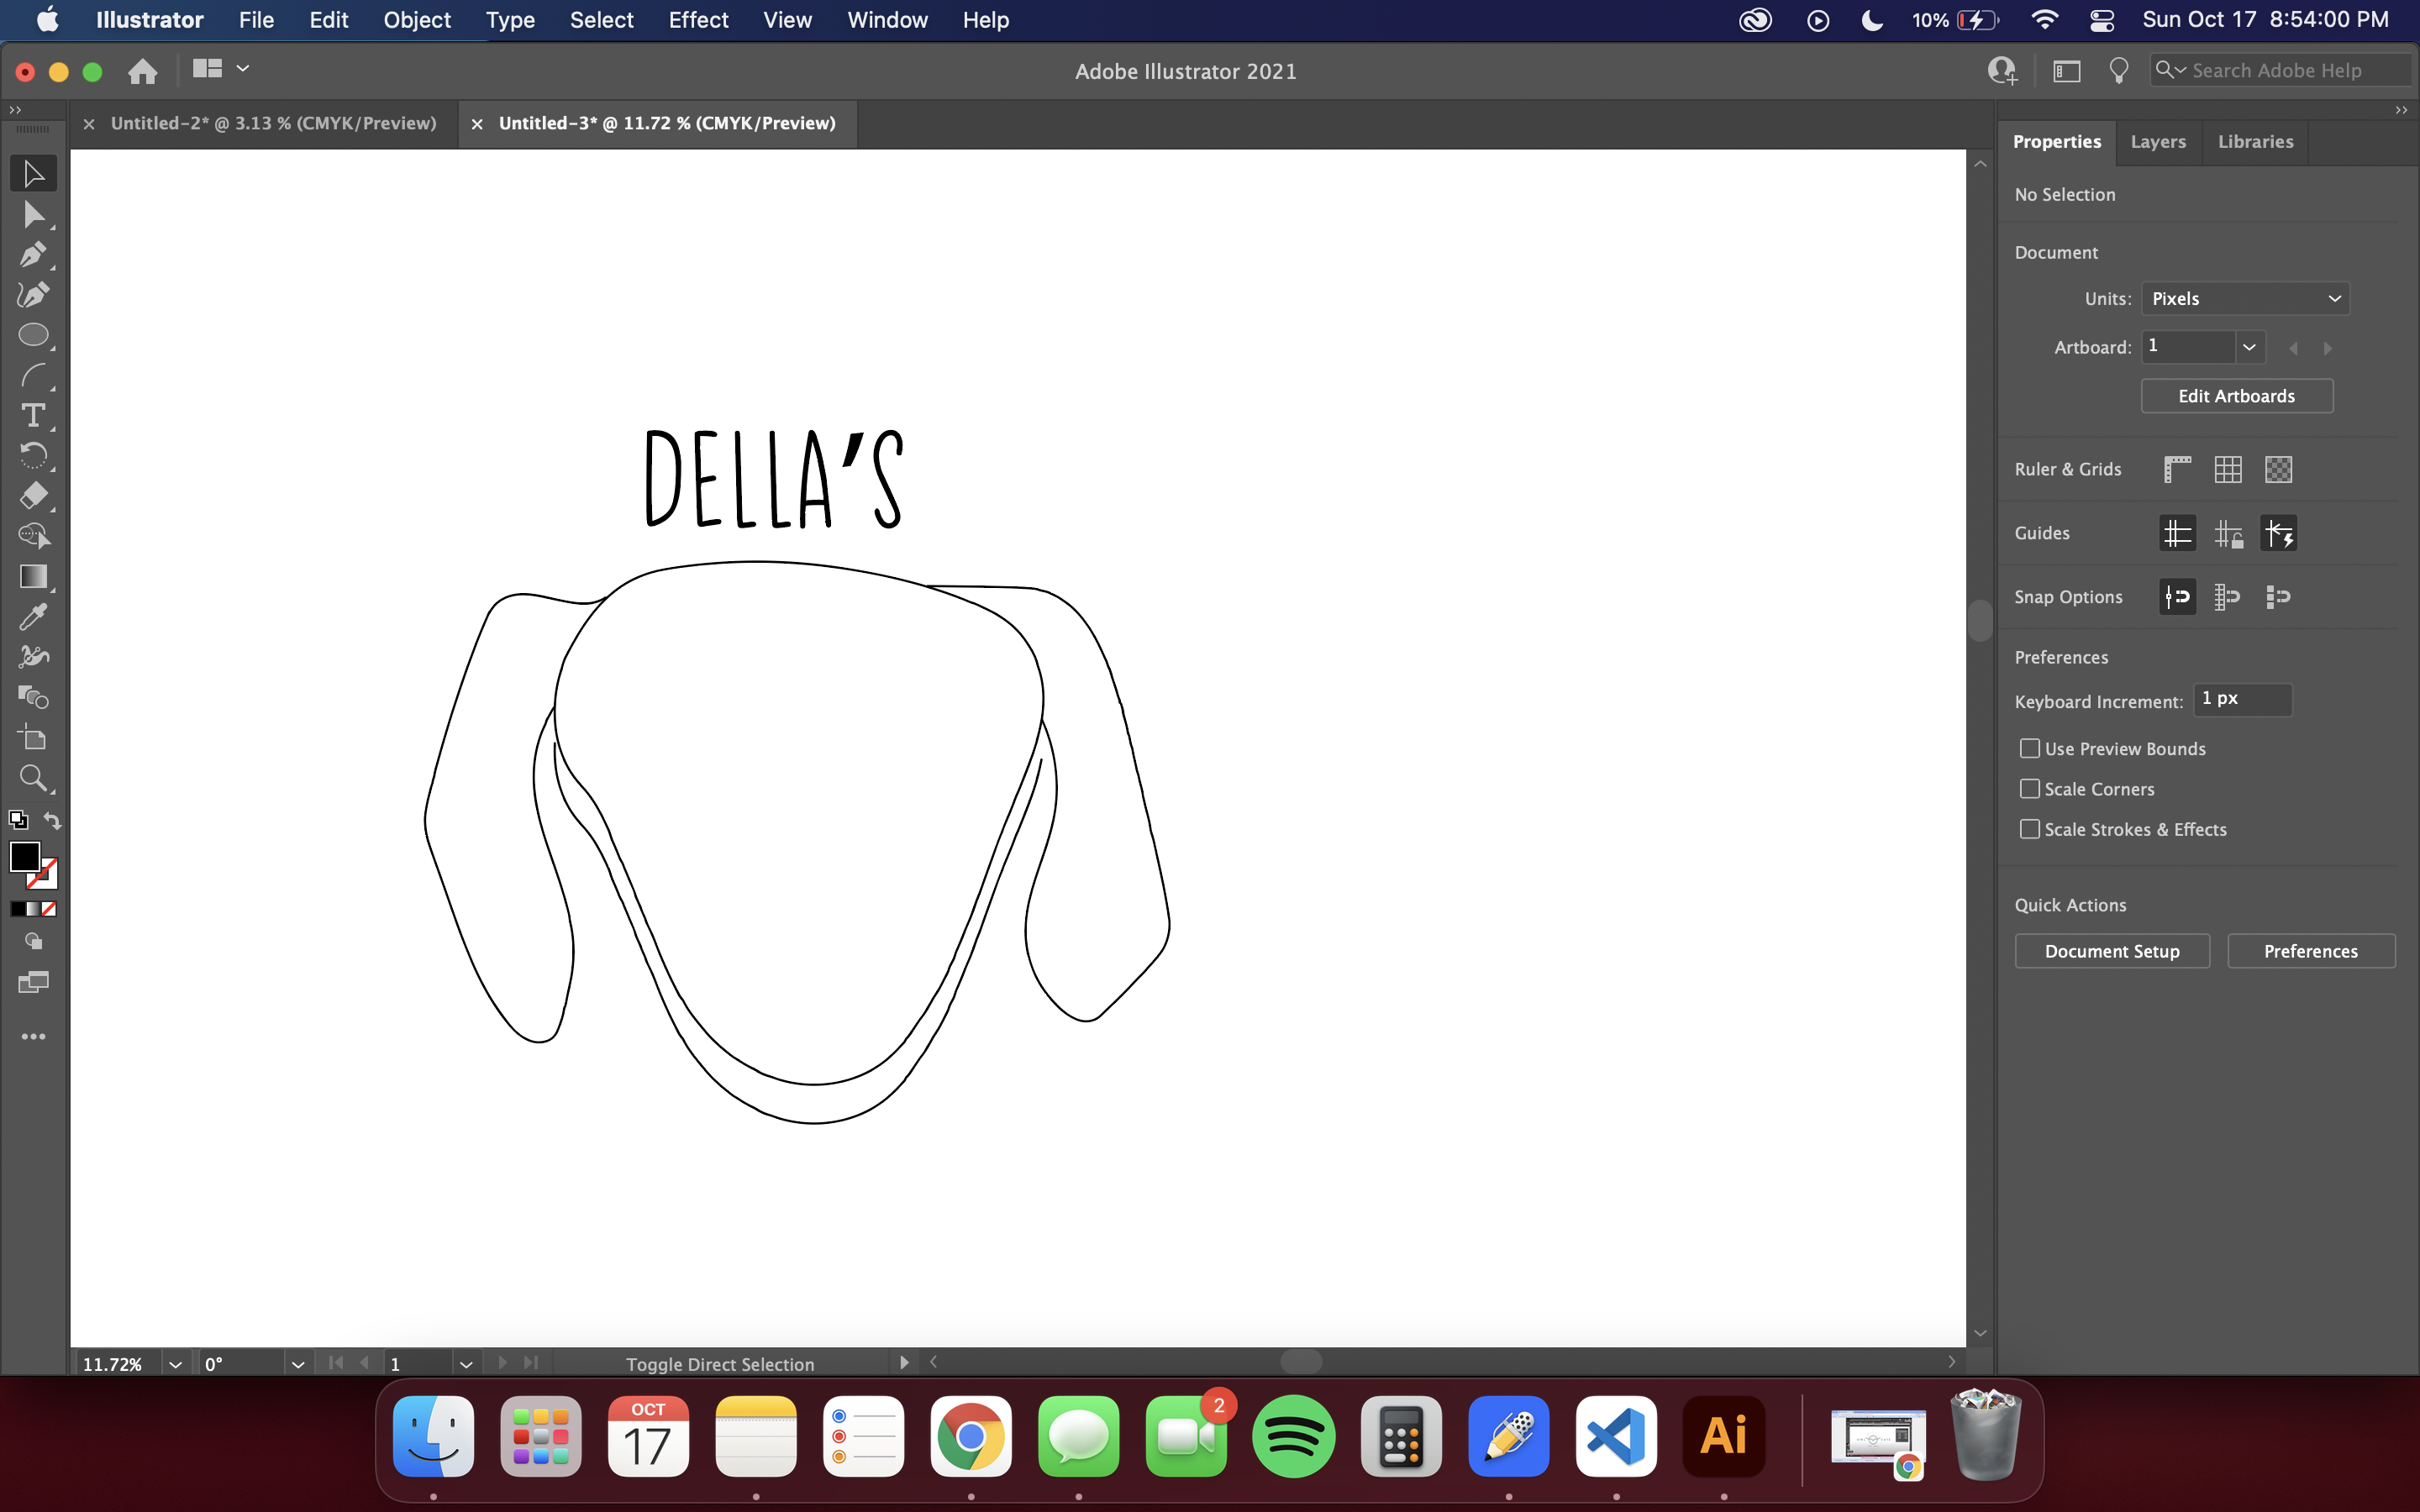 Illustrator File Edit Object Type Select Effect View Window Help 10% Sun Oct 17 8:54:00 PM
Adobe Illustrator 2021 Search Adobe Help
Untitled-2* @ 3.13 % (CMYK/Preview) Untitled-3* @ 11.72 % (CMYK/Preview)
Properties Layers Libraries
No Selection
Document
Units: Pixels
Artboard: 1
Edit Artboards
Ruler & Grids
Guides
Snap Options
Preferences
Keyboard Increment: 1 px
Use Preview Bounds
Scale Corners
Scale Strokes & Effects
Quick Actions
Document Setup Preferences
DELLA'S
11.72% 0° 1 Toggle Direct Selection
OCT
17
2
Ai